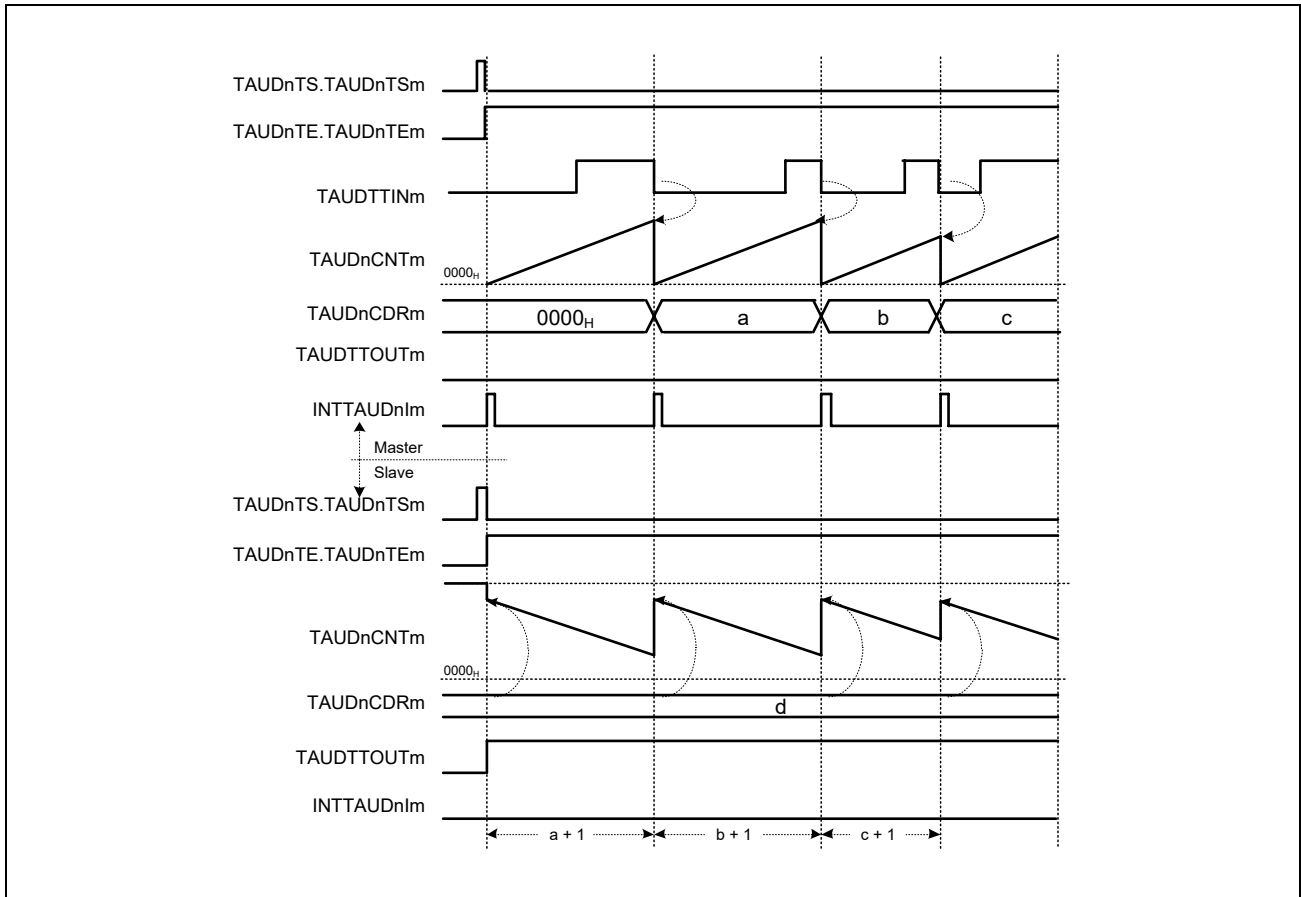 TAUDnTS.TAUDnTSm
TAUDnTE.TAUDnTEm
TAUDTTINm
TAUDnCNTm
0000H
TAUDnCDRm
0000H a b c
TAUDTTOUTm
INTTAUDnIm
Master
Slave
TAUDnTS.TAUDnTSm
TAUDnTE.TAUDnTEm
TAUDnCNTm
0000H
TAUDnCDRm
d
TAUDTTOUTm
INTTAUDnIm
a + 1 b + 1 c + 1